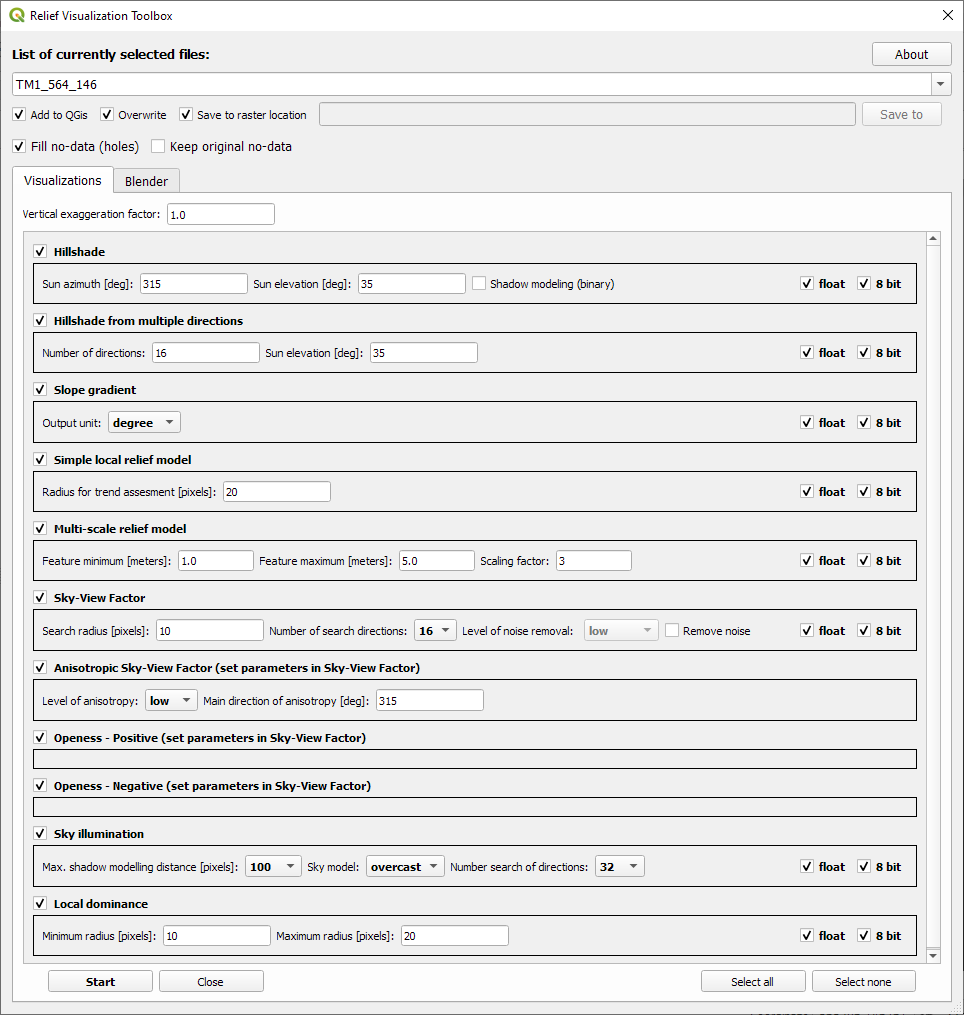 Relief Visualization Toolbox
List of currently selected files:
About
TM1_564_146
Add to QGis Overwrite Save to raster location Save to
Fill no-data (holes) Keep original no-data
Visualizations Blender
Vertical exaggeration factor: 1.0
Hillshade
Sun azimuth [deg]: 315 Sun elevation [deg]: 35 Shadow modeling (binary) float 8 bit
Hillshade from multiple directions
Number of directions: 16 Sun elevation [deg]: 35 float 8 bit
Slope gradient
Output unit: degree float 8 bit
Simple local relief model
Radius for trend assesment [pixels]: 20 float 8 bit
Multi-scale relief model
Feature minimum [meters]: 1.0 Feature maximum [meters]: 5.0 Scaling factor: 3 float 8 bit
Sky-View Factor
Search radius [pixels]: 10 Number of search directions: 16 Level of noise removal: low Remove noise float 8 bit
Anisotropic Sky-View Factor (set parameters in Sky-View Factor)
Level of anisotropy: low Main direction of anisotropy [deg]: 315
Openess - Positive (set parameters in Sky-View Factor)
Openess - Negative (set parameters in Sky-View Factor)
Sky illumination
Max. shadow modelling distance [pixels]: 100 Sky model: overcast Number search of directions: 32 float 8 bit
Local dominance
Minimum radius [pixels]: 10 Maximum radius [pixels]: 20 float 8 bit
Start Close Select all Select none